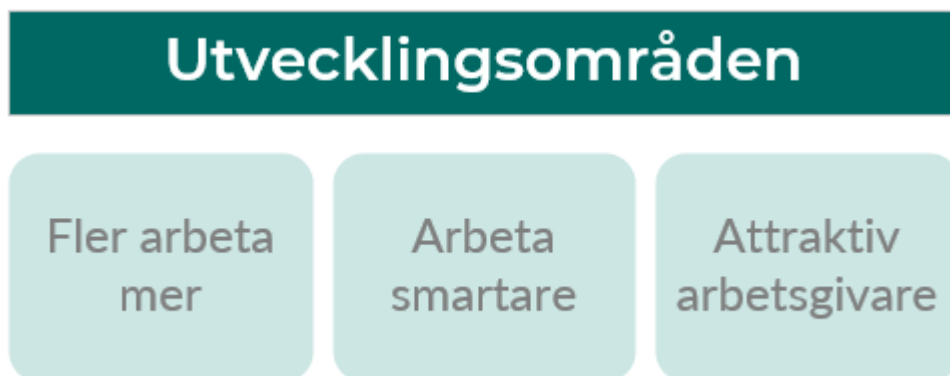 Utvecklingsområden
Fler arbeta
mer
Arbeta
smartare
Attraktiv
arbetsgivare